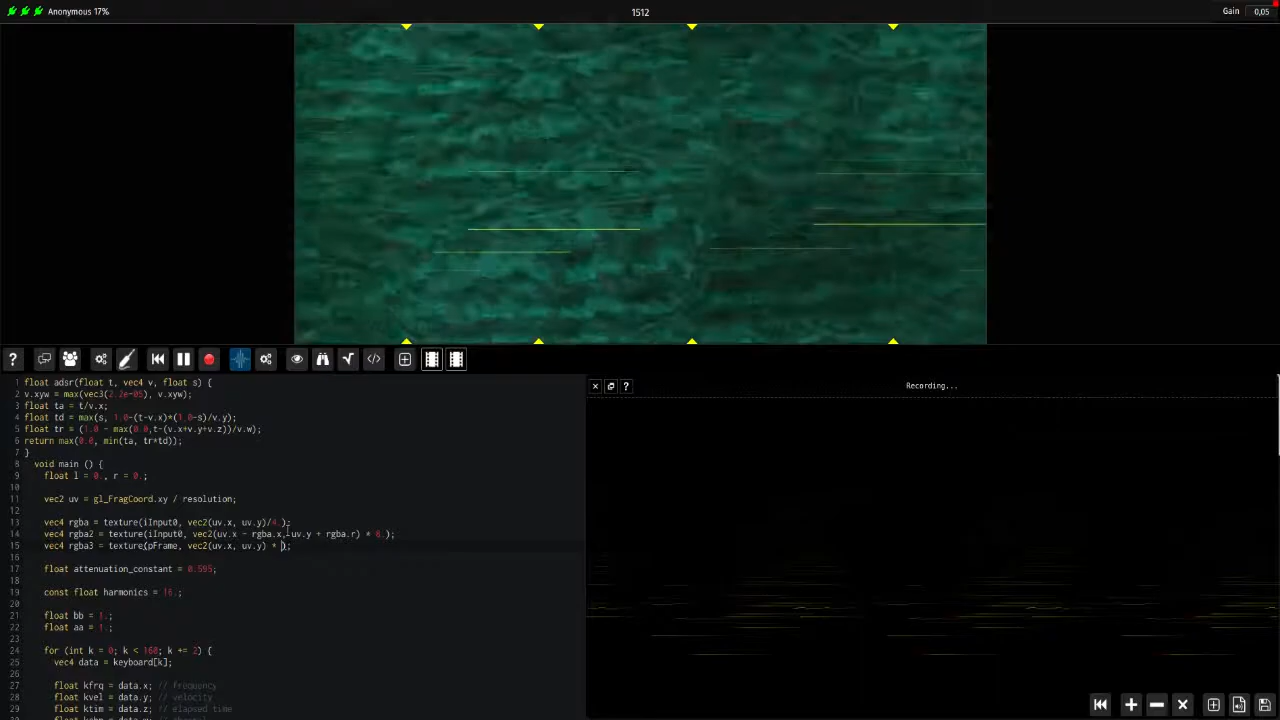 Anonymous 17%
1512
Gain 0,05
Recording...
1 float adsr(float t, vec4 v, float s) {
2 v.xyw = max(vec3(2.2e-05), v.xyw);
3 float ta = t/v.x;
4 float td = max(s, 1.0-(t-v.x)*(1.0-s)/v.y);
5 float tr = (1.0 - max(0.0,t-(v.x+v.y+v.z))/v.w);
6 return max(0.0, min(ta, tr*td));
7 }
8 void main () {
9 float l = 0., r = 0.;
10
11 vec2 uv = gl_FragCoord.xy / resolution;
12
13 vec4 rgba = texture(iInput0, vec2(uv.x, uv.y)/4.);
14 vec4 rgba2 = texture(iInput0, vec2(uv.x - rgba.x, uv.y + rgba.r) * 8.);
15 vec4 rgba3 = texture(pFrame, vec2(uv.x, uv.y) * );
16
17 float attenuation_constant = 0.595;
18
19 const float harmonics = 16.;
20
21 float bb = 1.;
22 float aa = 1.;
23
24 for (int k = 0; k < 160; k += 2) {
25 vec4 data = keyboard[k];
26
27 float kfrq = data.x; // frequency
28 float kvel = data.y; // velocity
29 float ktim = data.z; // elapsed time